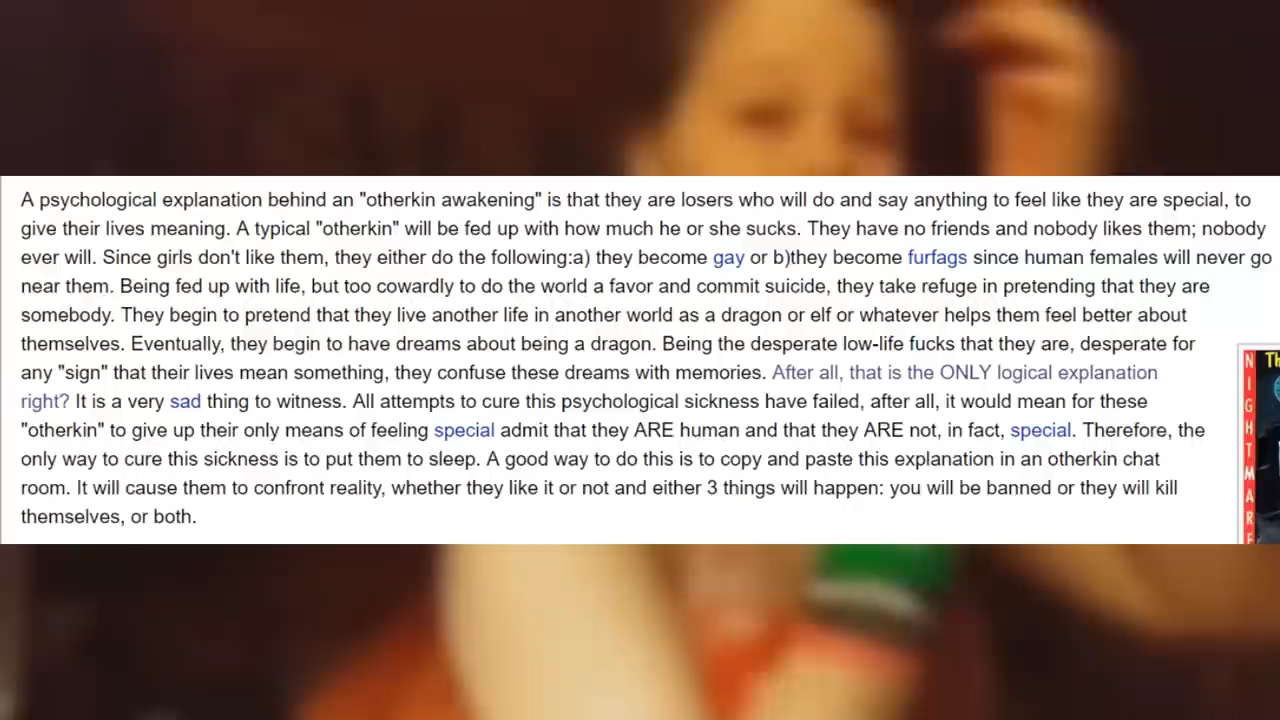 A psychological explanation behind an "otherkin awakening" is that they are losers who will do and say anything to feel like they are special, to
give their lives meaning. A typical "otherkin" will be fed up with how much he or she sucks. They have no friends and nobody likes them; nobody
ever will. Since girls don't like them, they either do the following:a) they become gay or b)they become furfags since human females will never go
near them. Being fed up with life, but too cowardly to do the world a favor and commit suicide, they take refuge in pretending that they are
somebody. They begin to pretend that they live another life in another world as a dragon or elf or whatever helps them feel better about
themselves. Eventually, they begin to have dreams about being a dragon. Being the desperate low-life fucks that they are, desperate for
any "sign" that their lives mean something, they confuse these dreams with memories. After all, that is the ONLY logical explanation
right? It is a very sad thing to witness. All attempts to cure this psychological sickness have failed, after all, it would mean for these
"otherkin" to give up their only means of feeling special admit that they ARE human and that they ARE not, in fact, special. Therefore, the
only way to cure this sickness is to put them to sleep. A good way to do this is to copy and paste this explanation in an otherkin chat
room. It will cause them to confront reality, whether they like it or not and either 3 things will happen: you will be banned or they will kill
themselves, or both.
NIGHTMARE
Th